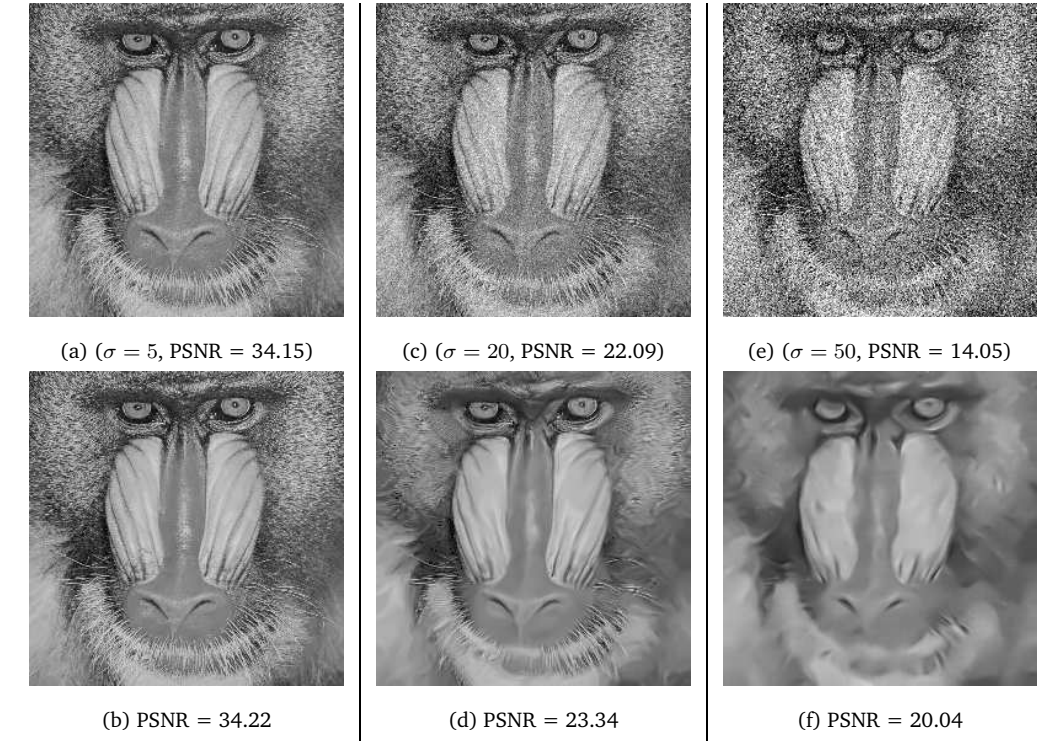 (a) (σ = 5, PSNR = 34.15)
(c) (σ = 20, PSNR = 22.09)
(e) (σ = 50, PSNR = 14.05)
(b) PSNR = 34.22
(d) PSNR = 23.34
(f) PSNR = 20.04